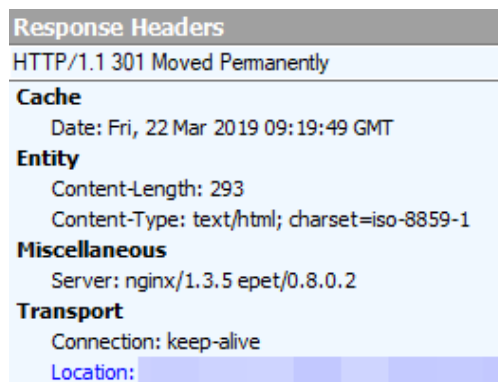 Response Headers
HTTP/1.1 301 Moved Permanently
Cache
Date: Fri, 22 Mar 2019 09:19:49 GMT
Entity
Content-Length: 293
Content-Type: text/html; charset=iso-8859-1
Miscellaneous
Server: nginx/1.3.5 epet/0.8.0.2
Transport
Connection: keep-alive
Location: